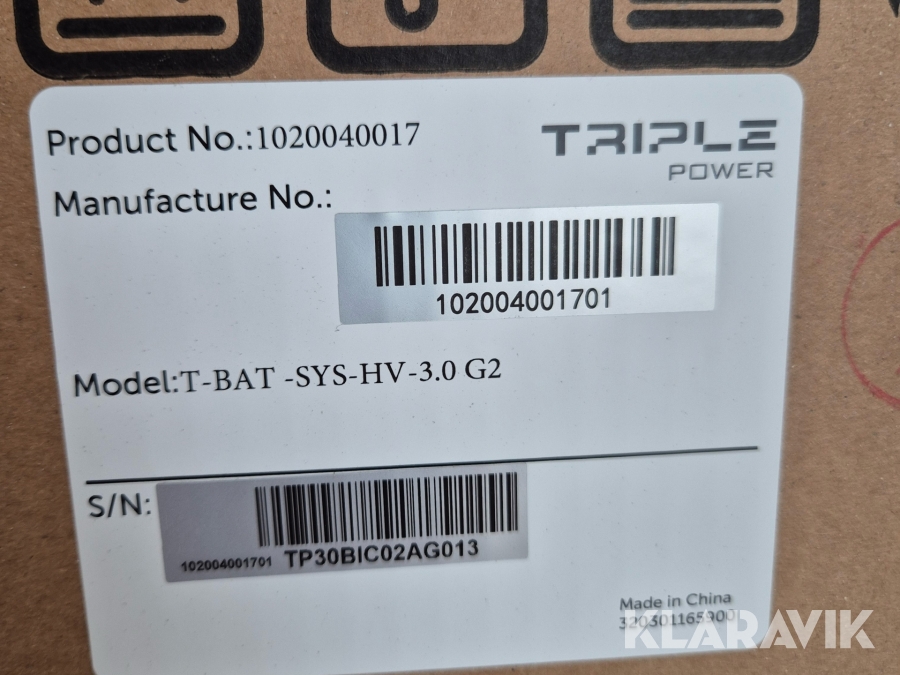 Product No.:1020040017
TRIPLE
POWER
Manufacture No.:
102004001701
Model:T-BAT -SYS-HV-3.0 G2
S/N:
102004001701 TP30BIC02AG013
Made in China
KLARAVIK